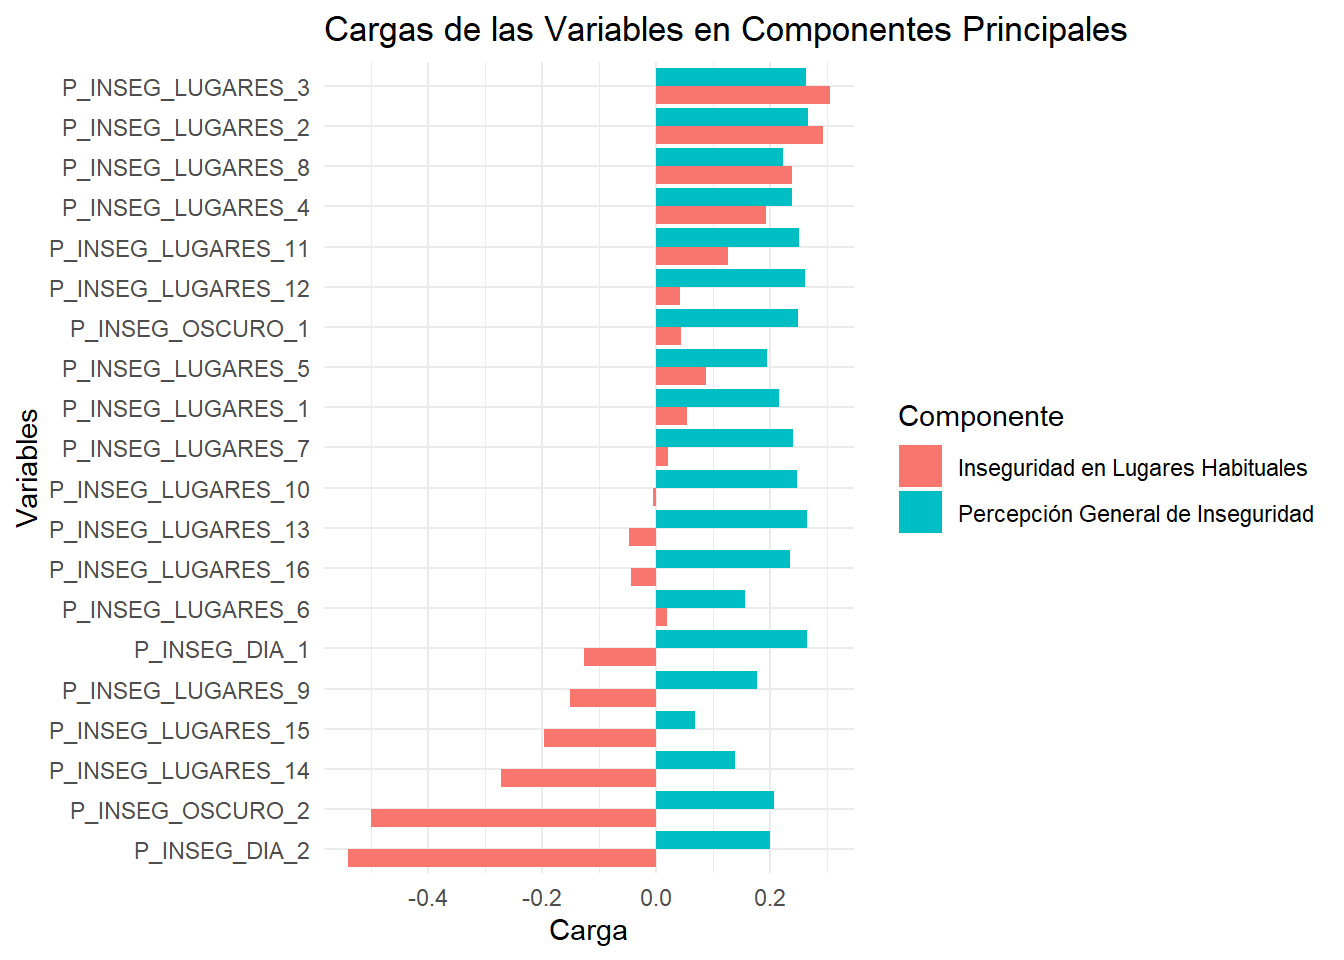 Cargas de las Variables en Componentes Principales
P_INSEG_LUGARES_3
P_INSEG_LUGARES_2
P_INSEG_LUGARES_8
P_INSEG_LUGARES_4
P_INSEG_LUGARES_11
P_INSEG_LUGARES_12
P_INSEG_OSCURO_1
P_INSEG_LUGARES_5
P_INSEG_LUGARES_1
P_INSEG_LUGARES_7
P_INSEG_LUGARES_10
P_INSEG_LUGARES_13
P_INSEG_LUGARES_16
P_INSEG_LUGARES_6
P_INSEG_DIA_1
P_INSEG_LUGARES_9
P_INSEG_LUGARES_15
P_INSEG_LUGARES_14
P_INSEG_OSCURO_2
P_INSEG_DIA_2
Variables
-0.4 -0.2 0.0 0.2
Carga
Componente
Inseguridad en Lugares Habituales
Percepción General de Inseguridad